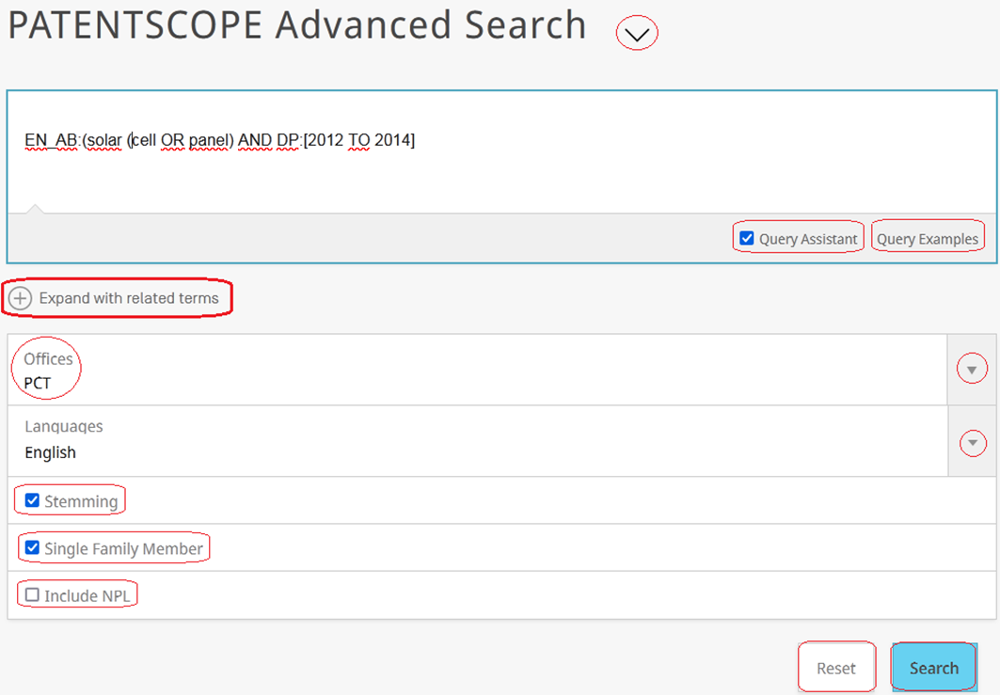 PATENTSCOPE Advanced Search
EN_AB:(solar (cell OR panel) AND DP:[2012 TO 2014]
Query Assistant Query Examples
Expand with related terms
Offices
PCT
Languages
English
Stemming
Single Family Member
Include NPL
Reset Search